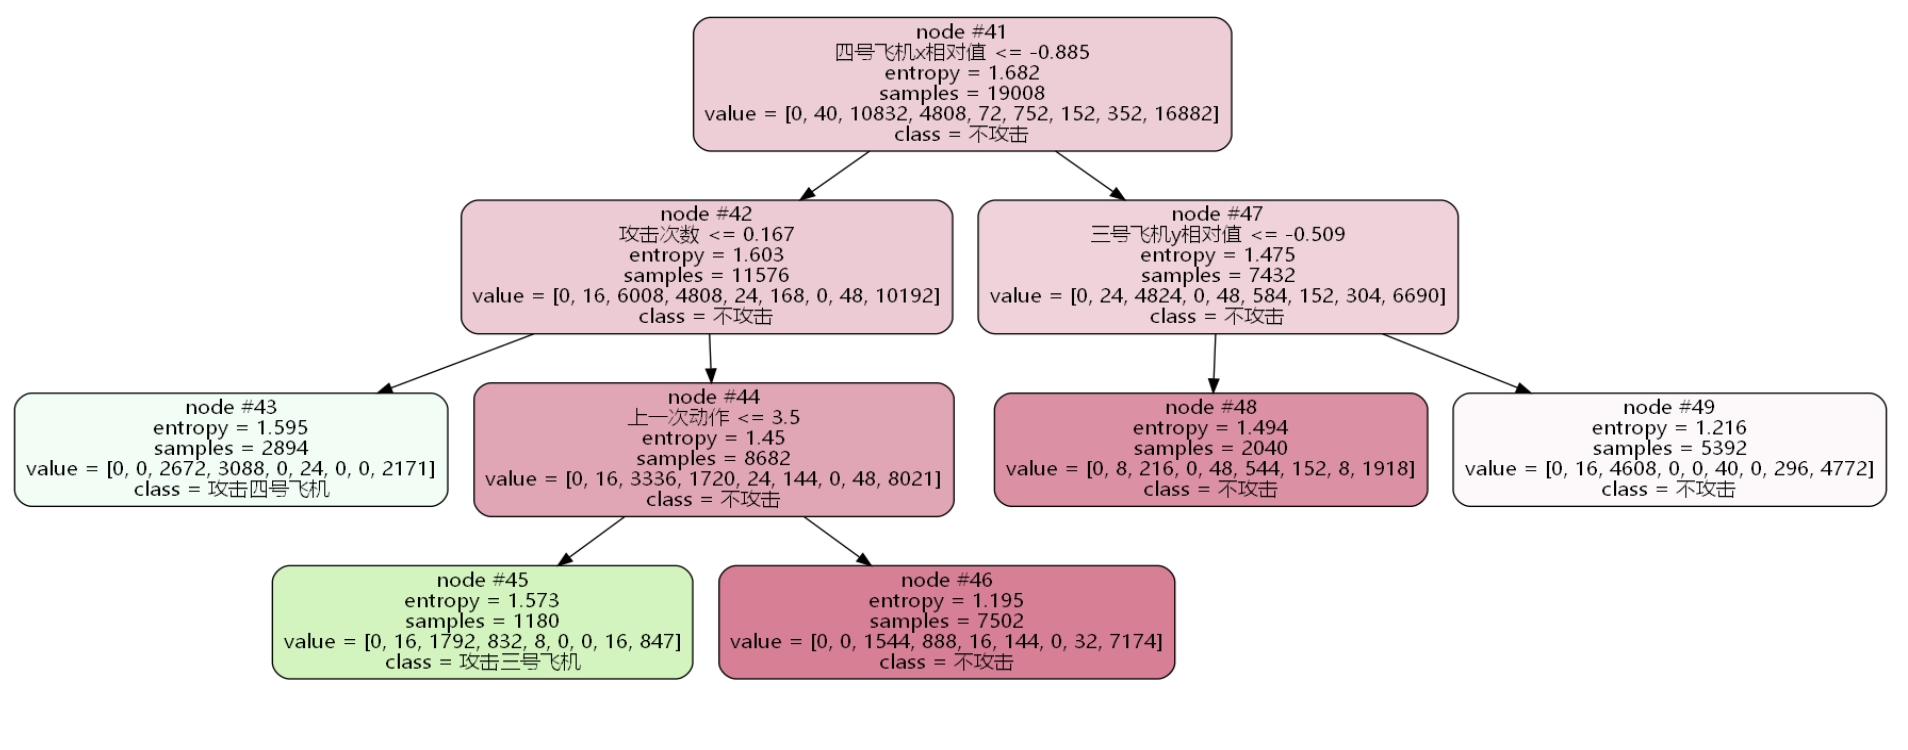 node #41
四号飞机x相对值 <= -0.885
entropy = 1.682
samples = 19008
value = [0, 40, 10832, 4808, 72, 752, 152, 352, 16882]
class = 不攻击
node #42
攻击次数 <= 0.167
entropy = 1.603
samples = 11576
value = [0, 16, 6008, 4808, 24, 168, 0, 48, 10192]
class = 不攻击
node #47
三号飞机y相对值 <= -0.509
entropy = 1.475
samples = 7432
value = [0, 24, 4824, 0, 48, 584, 152, 304, 6690]
class = 不攻击
node #43
entropy = 1.595
samples = 2894
value = [0, 0, 2672, 3088, 0, 24, 0, 0, 2171]
class = 攻击四号飞机
node #44
上一次动作 <= 3.5
entropy = 1.45
samples = 8682
value = [0, 16, 3336, 1720, 24, 144, 0, 48, 8021]
class = 不攻击
node #48
entropy = 1.494
samples = 2040
value = [0, 8, 216, 0, 48, 544, 152, 8, 1918]
class = 不攻击
node #49
entropy = 1.216
samples = 5392
value = [0, 16, 4608, 0, 0, 40, 0, 296, 4772]
class = 不攻击
node #45
entropy = 1.573
samples = 1180
value = [0, 16, 1792, 832, 8, 0, 0, 16, 847]
class = 攻击三号飞机
node #46
entropy = 1.195
samples = 7502
value = [0, 0, 1544, 888, 16, 144, 0, 32, 7174]
class = 不攻击